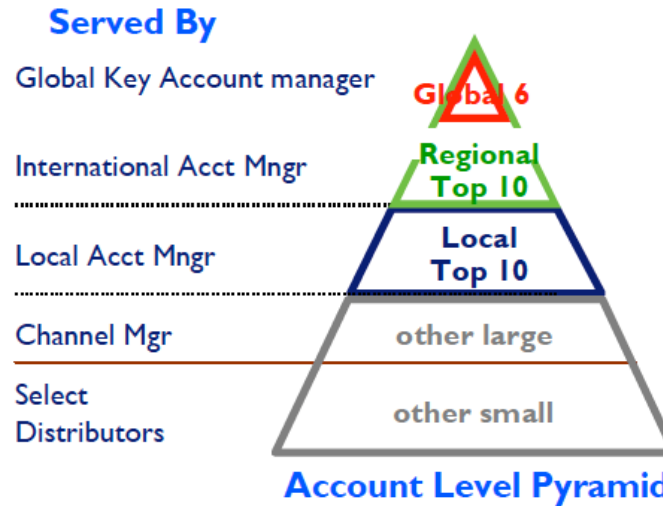 Served By
Global Key Account manager
Global 6
International Acct Mngr
Regional
Top 10
Local Acct Mngr
Local
Top 10
Channel Mgr
other large
Select
Distributors
other small
Account Level Pyramid